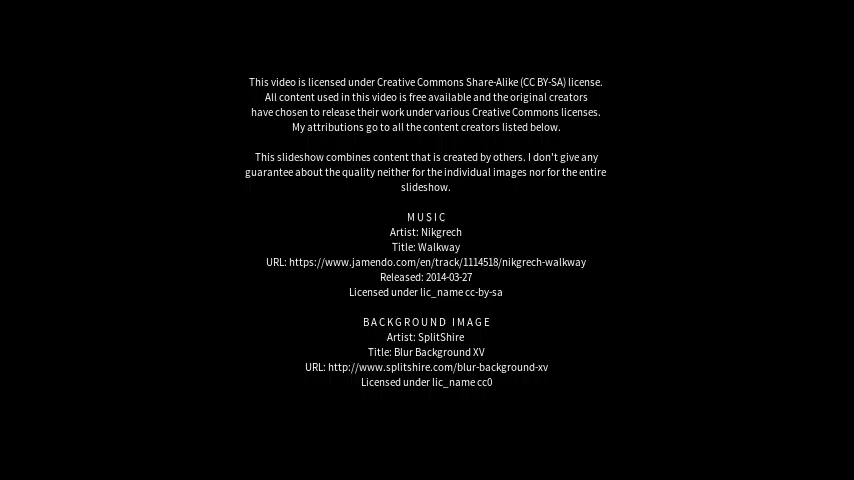 This video is licensed under Creative Commons Share-Alike (CC BY-SA) license.
All content used in this video is free available and the original creators
have chosen to release their work under various Creative Commons licenses.
My attributions go to all the content creators listed below.
This slideshow combines content that is created by others. I don't give any
guarantee about the quality neither for the individual images nor for the entire
slideshow.
MUSIC
Artist: Nikgrech
Title: Walkway
URL: https://www.jamendo.com/en/track/1114518/nikgrech-walkway
Released: 2014-03-27
Licensed under lic_name cc-by-sa
BACKGROUND IMAGE
Artist: SplitShire
Title: Blur Background XV
URL: http://www.splitshire.com/blur-background-xv
Licensed under lic_name cc0